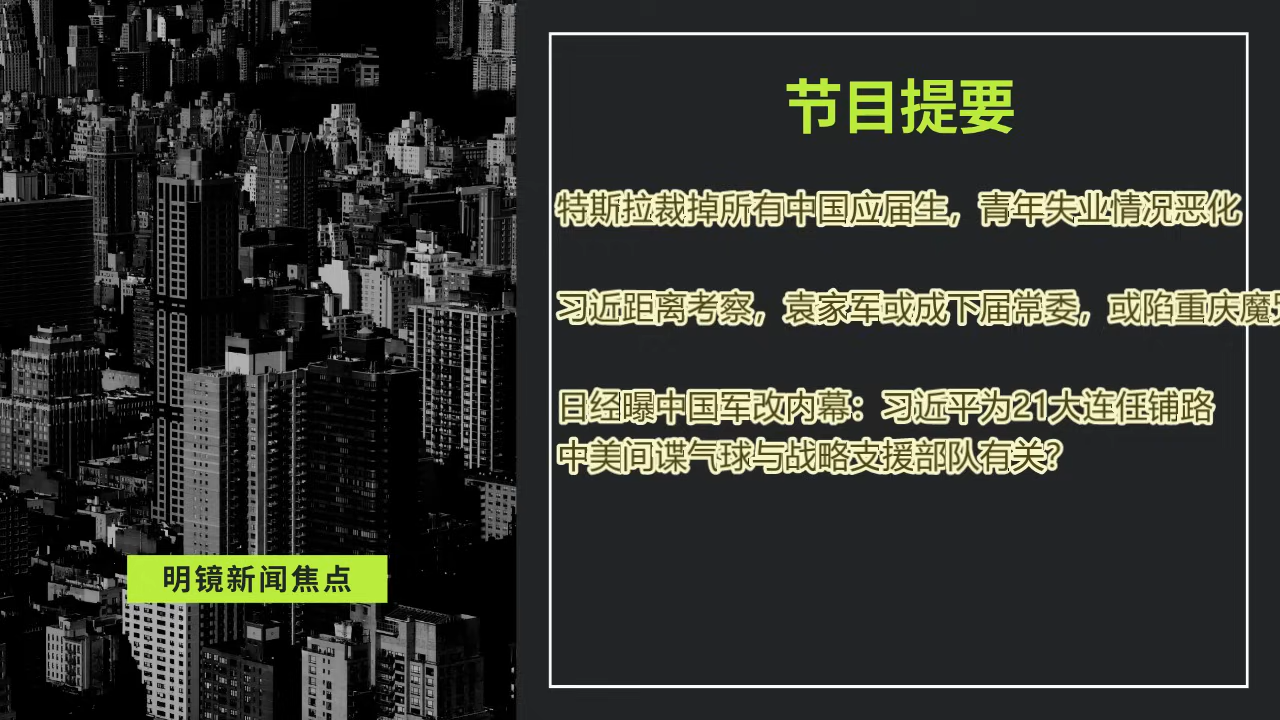 节目提要
特斯拉裁掉所有中国应届生，青年失业情况恶化
习近距离考察，袁家军或成下届常委，或陷重庆魔
日经曝中国军改内幕：习近平为21大连任铺路
中美间谍气球与战略支援部队有关？
明镜新闻焦点